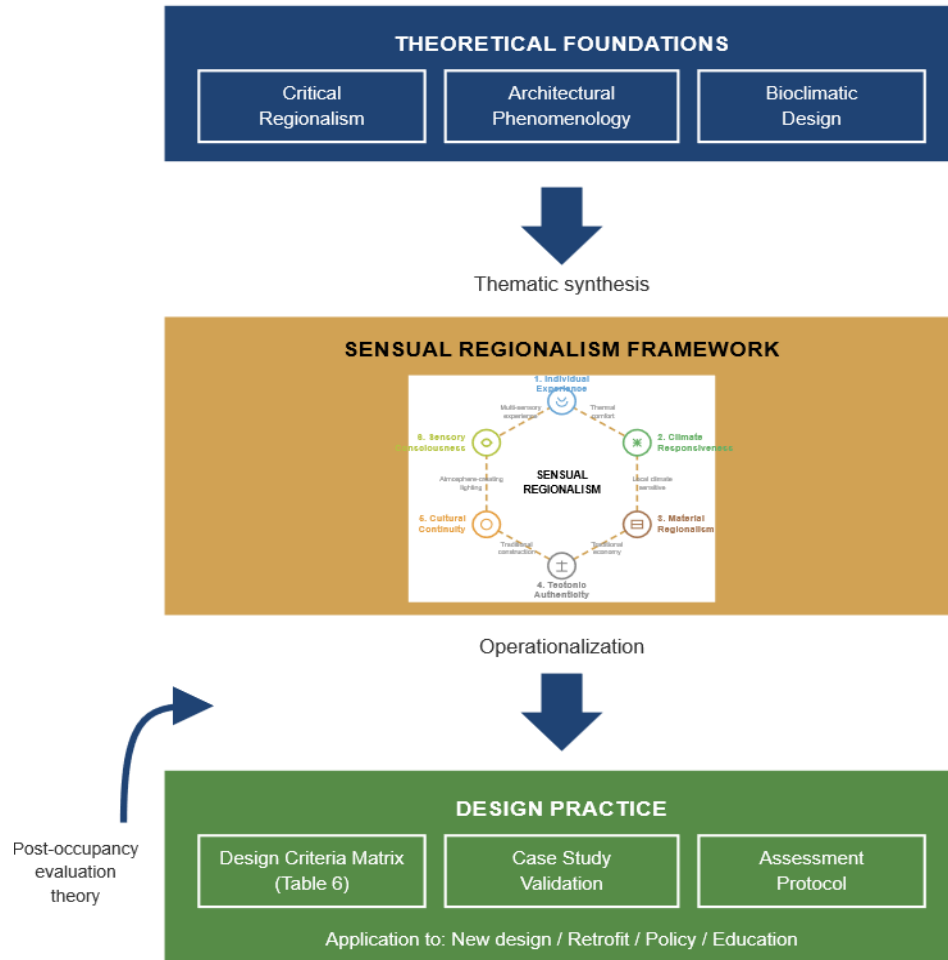 THEORETICAL FOUNDATIONS
Critical
Regionalism
Architectural
Phenomenology
Bioclimatic
Design
Thematic synthesis
SENSUAL REGIONALISM FRAMEWORK
1. Individual
Experience
Multi-sensory
experience
Thermal
comfort
6. Sensory
Consciousness
2. Climate
Responsiveness
Atmosphere-creating
lighting
SENSUAL
REGIONALISM
Local climate
sensitive
5. Cultural
Continuity
3. Material
Regionalism
Traditional
construction
Traditional
economy
4. Tectonic
Authenticity
Operationalization
DESIGN PRACTICE
Design Criteria Matrix
(Table 6)
Case Study
Validation
Assessment
Protocol
Application to: New design / Retrofit / Policy / Education
Post-occupancy
evaluation
theory